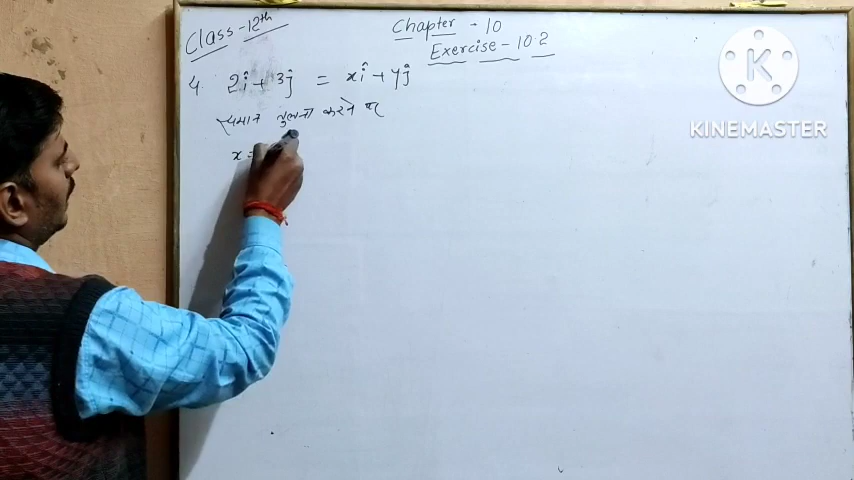 Class - 12th
Chapter - 10
Exercise - 10.2
4. 2î + 3ĵ = xî + yĵ
समान तुलना करने पर
x =
K
KINEMASTER